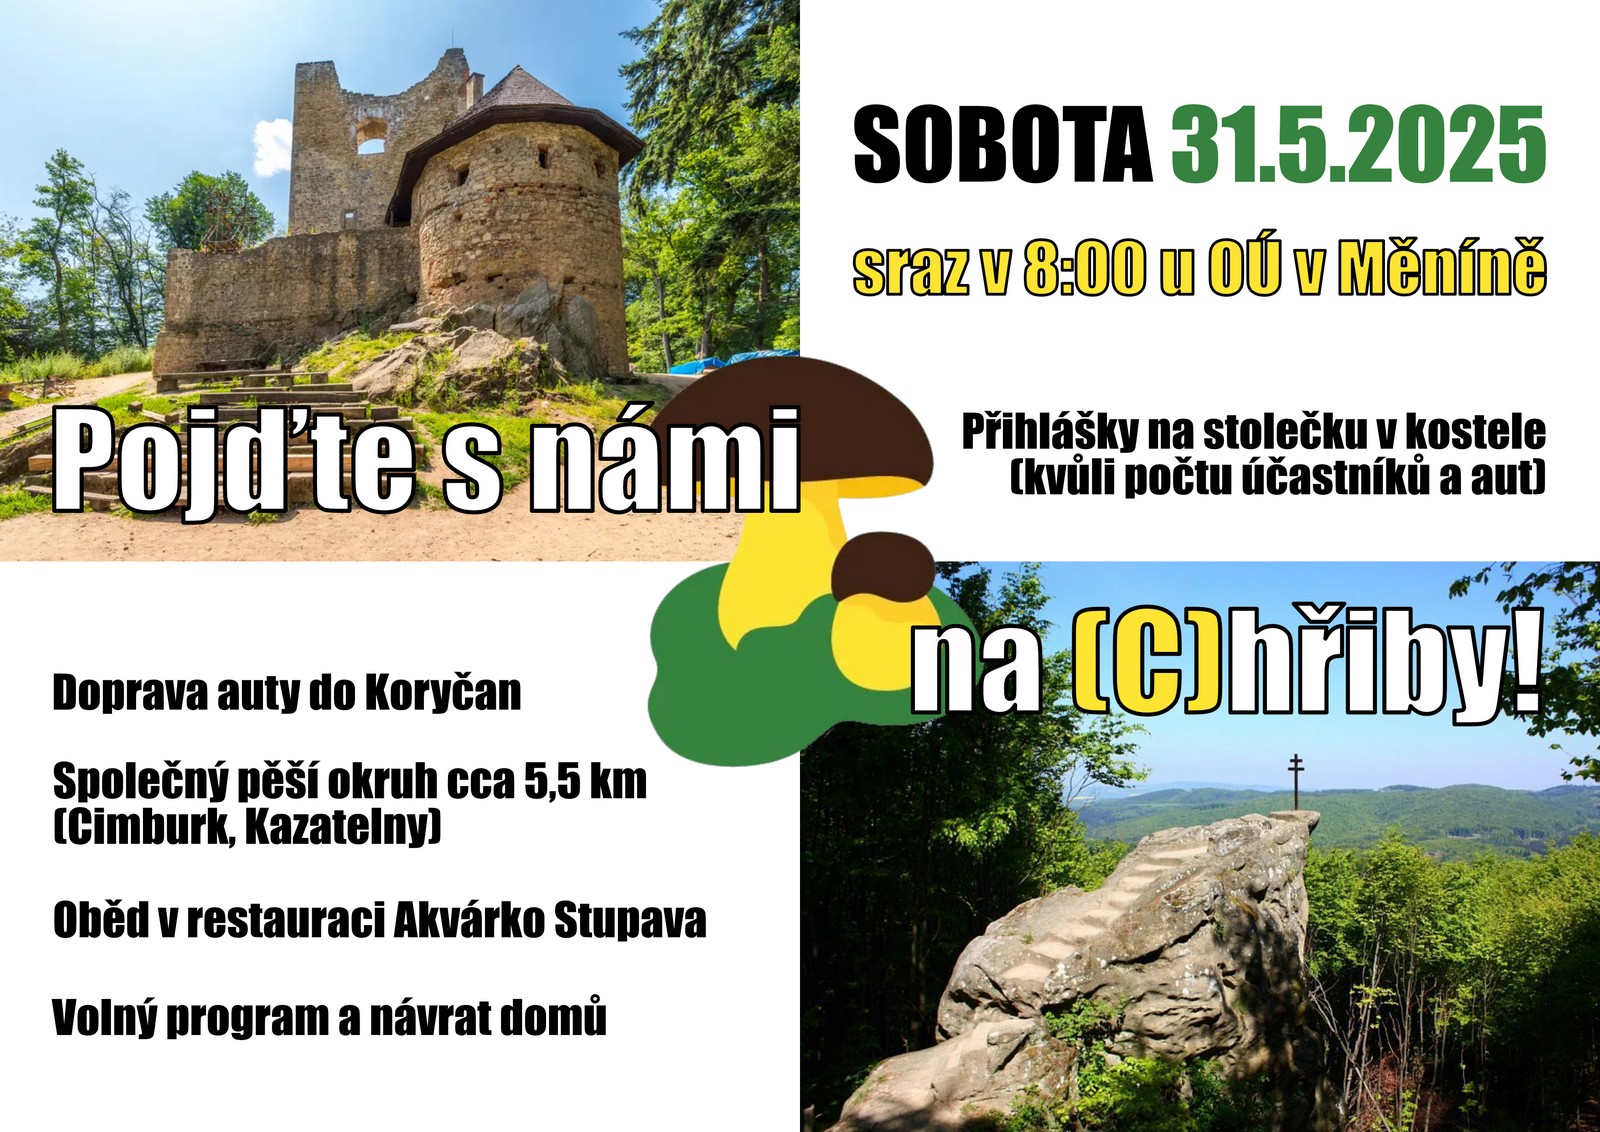 SOBOTA 31.5.2025
sraz v 8:00 u OÚ v Měníně
Přihlášky na stolečku v kostele
(kvůli počtu účastníků a aut)
Pojďte s námi
na (C)hřiby!
Doprava auty do Koryčan
Společný pěší okruh cca 5,5 km
(Cimburk, Kazatelny)
Oběd v restauraci Akvárko Stupava
Volný program a návrat domů